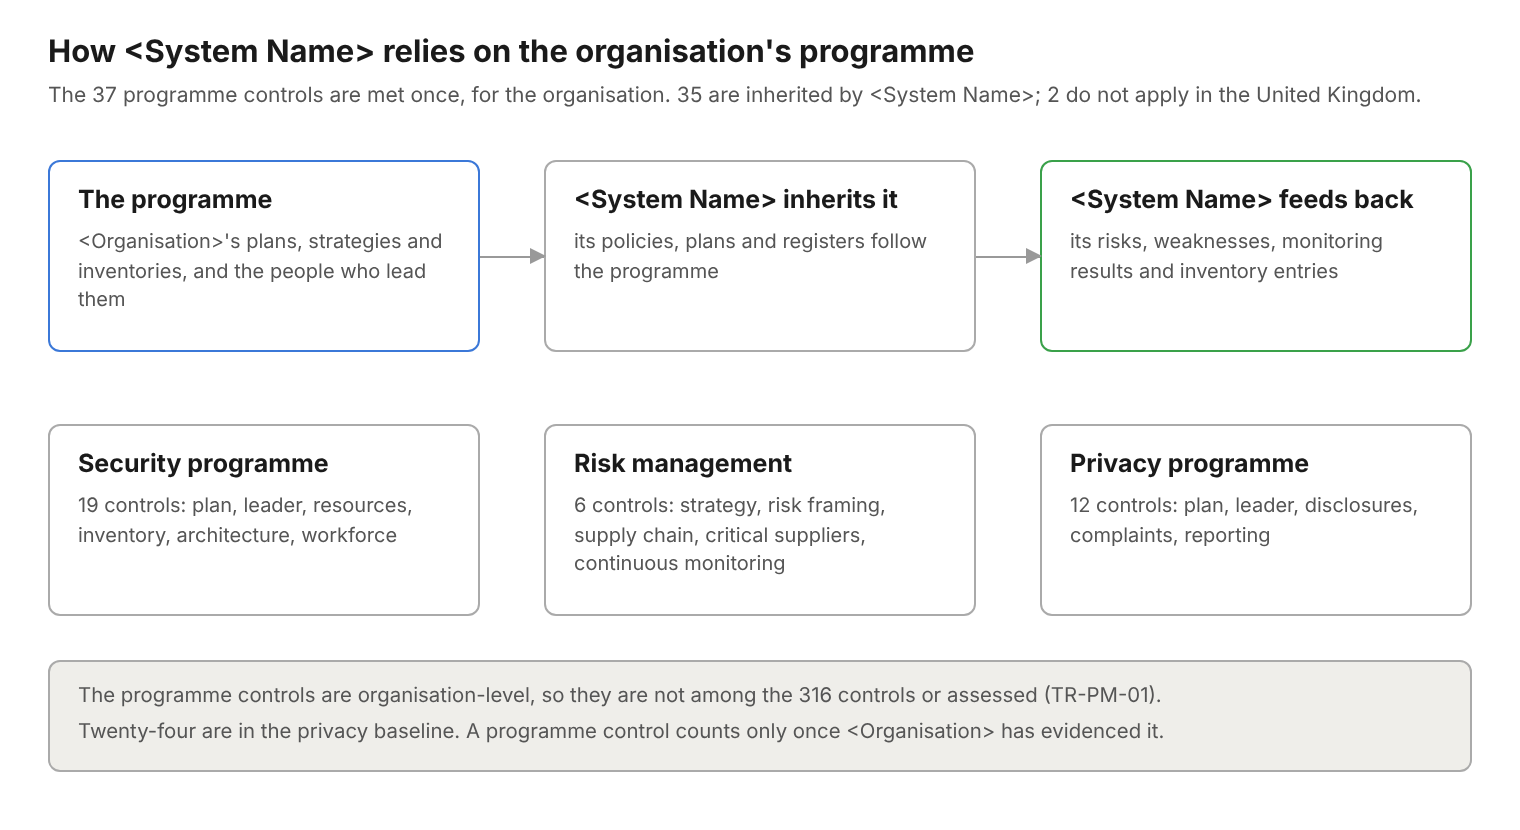 How <System Name> relies on the organisation's programme
The 37 programme controls are met once, for the organisation. 35 are inherited by <System Name>; 2 do not apply in the United Kingdom.
The programme
<Organisation>'s plans, strategies and
inventories, and the people who lead
them
<System Name> inherits it
its policies, plans and registers follow
the programme
<System Name> feeds back
its risks, weaknesses, monitoring
results and inventory entries
Security programme
19 controls: plan, leader, resources,
inventory, architecture, workforce
Risk management
6 controls: strategy, risk framing,
supply chain, critical suppliers,
continuous monitoring
Privacy programme
12 controls: plan, leader, disclosures,
complaints, reporting
The programme controls are organisation-level, so they are not among the 316 controls or assessed (TR-PM-01).
Twenty-four are in the privacy baseline. A programme control counts only once <Organisation> has evidenced it.